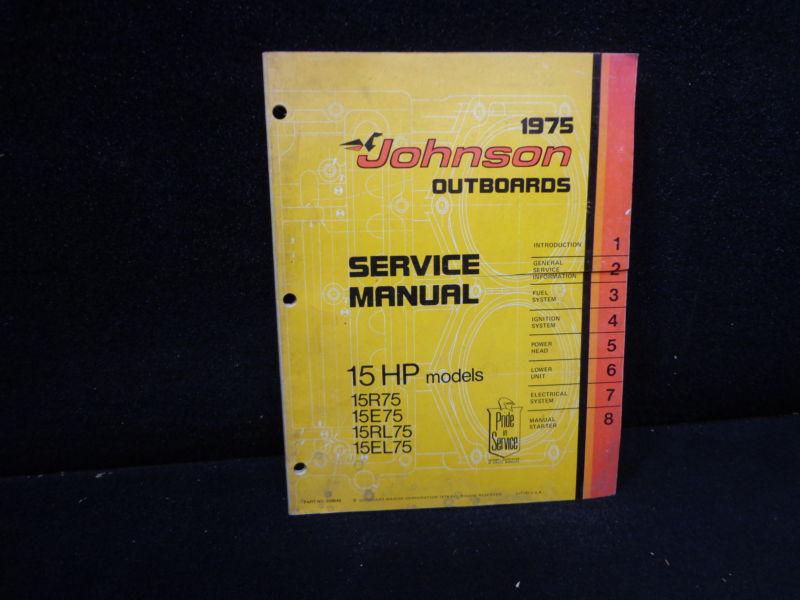 1975
Johnson
OUTBOARDS
SERVICE
MANUAL
15 HP models
15R75
15E75
15RL75
15EL75
INTRODUCTION 1
GENERAL
SERVICE
INFORMATION 2
FUEL
SYSTEM 3
IGNITION
SYSTEM 4
POWER
HEAD 5
LOWER
UNIT 6
ELECTRICAL
SYSTEM 7
MANUAL
STARTER 8
Pride
in
Service
PART NO.